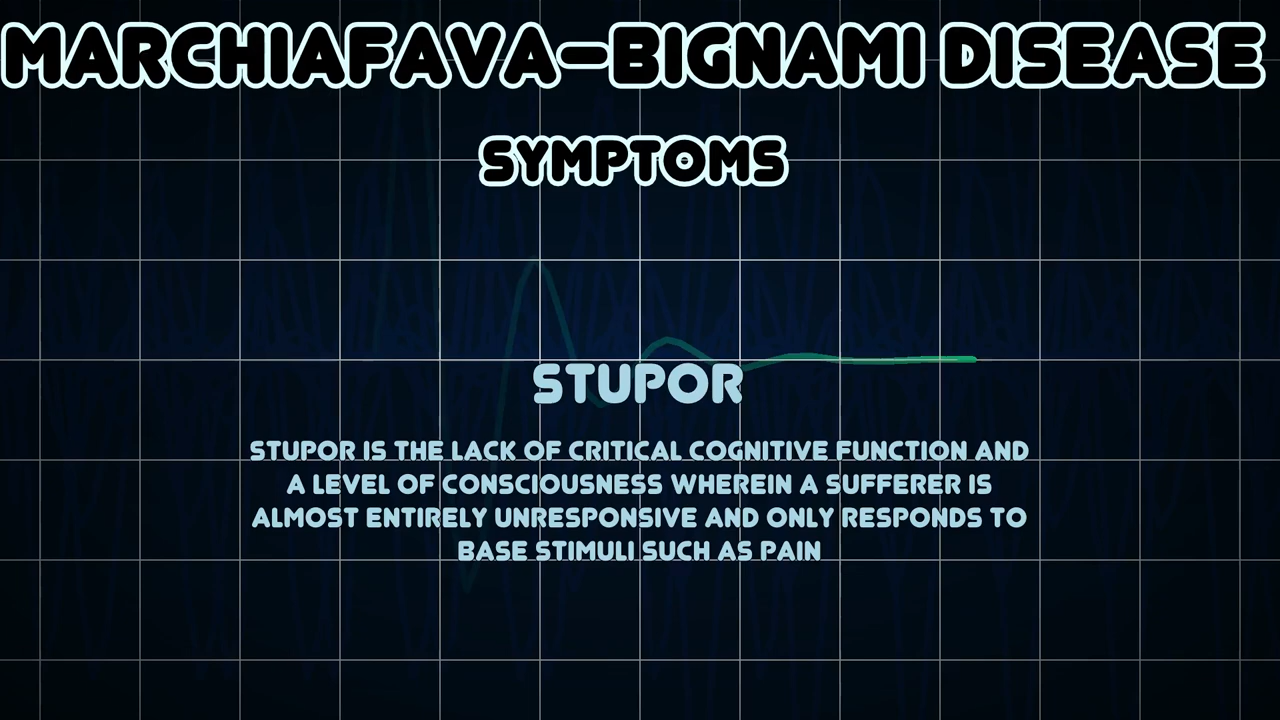 MARCHIAFAVA–BIGNAMI DISEASE
SYMPTOMS
STUPOR
STUPOR IS THE LACK OF CRITICAL COGNITIVE FUNCTION AND
A LEVEL OF CONSCIOUSNESS WHEREIN A SUFFERER IS
ALMOST ENTIRELY UNRESPONSIVE AND ONLY RESPONDS TO
BASE STIMULI SUCH AS PAIN